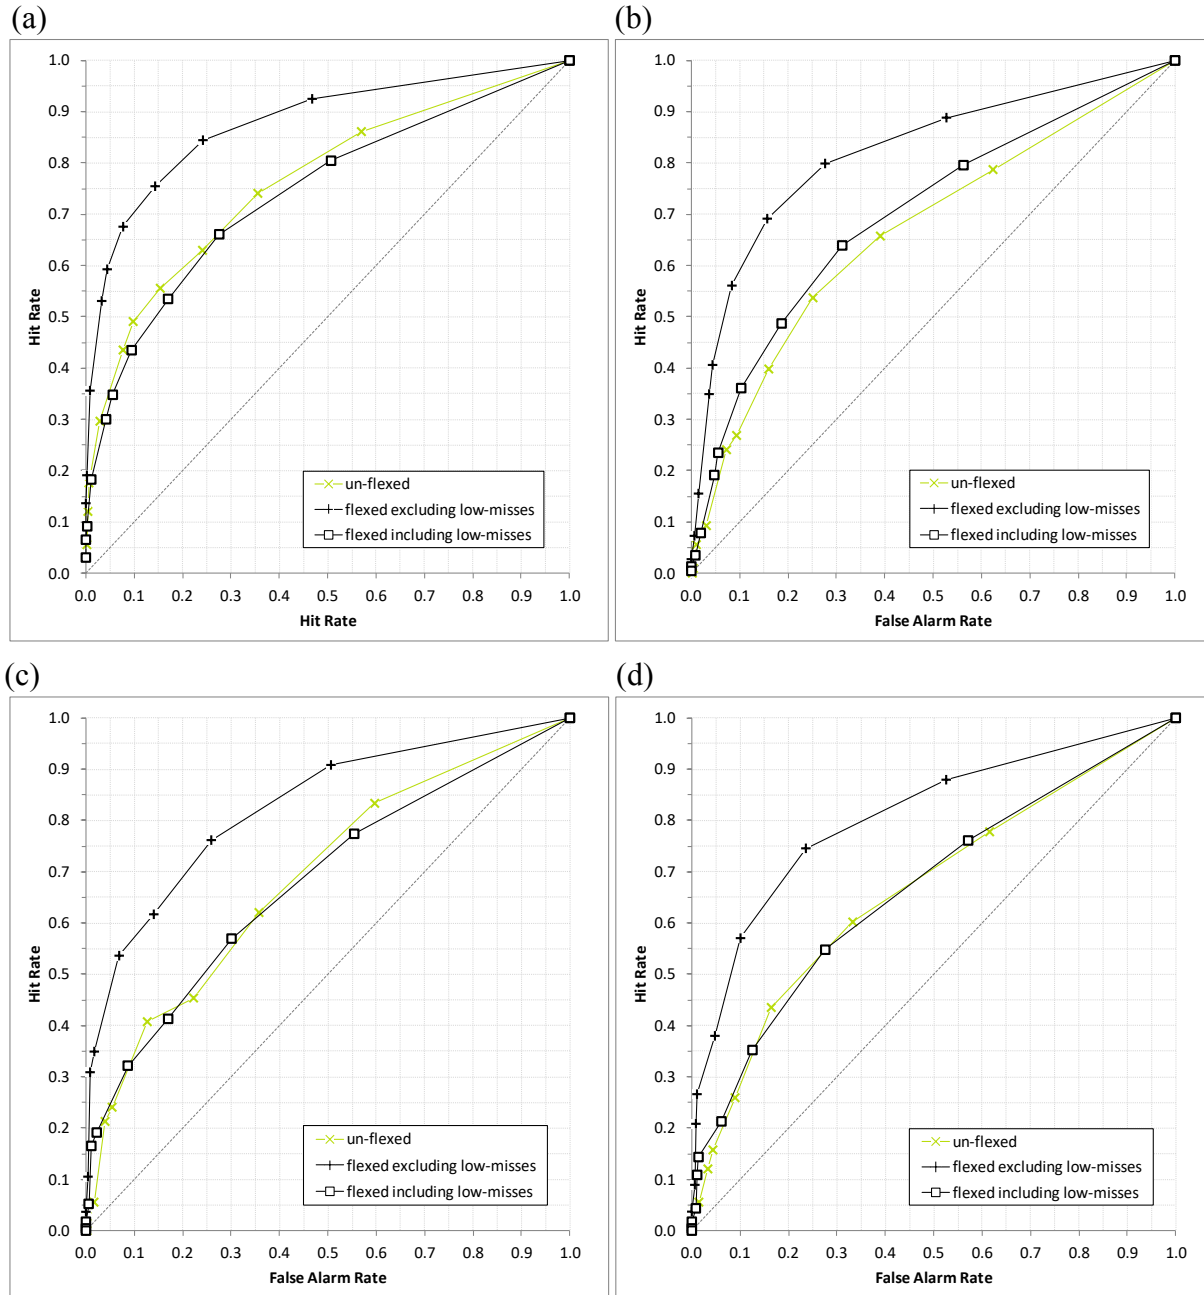 (a)
1.0
0.9
0.8
0.7
0.6
0.5
0.4
0.3
0.2
0.1
0.0
Hit Rate
un-flexed
flexed excluding low-misses
flexed including low-misses
0.0 0.1 0.2 0.3 0.4 0.5 0.6 0.7 0.8 0.9 1.0
Hit Rate
(b)
1.0
0.9
0.8
0.7
0.6
0.5
0.4
0.3
0.2
0.1
0.0
Hit Rate
un-flexed
flexed excluding low-misses
flexed including low-misses
0.0 0.1 0.2 0.3 0.4 0.5 0.6 0.7 0.8 0.9 1.0
False Alarm Rate
(c)
1.0
0.9
0.8
0.7
0.6
0.5
0.4
0.3
0.2
0.1
0.0
Hit Rate
un-flexed
flexed excluding low-misses
flexed including low-misses
0.0 0.1 0.2 0.3 0.4 0.5 0.6 0.7 0.8 0.9 1.0
False Alarm Rate
(d)
1.0
0.9
0.8
0.7
0.6
0.5
0.4
0.3
0.2
0.1
0.0
Hit Rate
un-flexed
flexed excluding low-misses
flexed including low-misses
0.0 0.1 0.2 0.3 0.4 0.5 0.6 0.7 0.8 0.9 1.0
False Alarm Rate